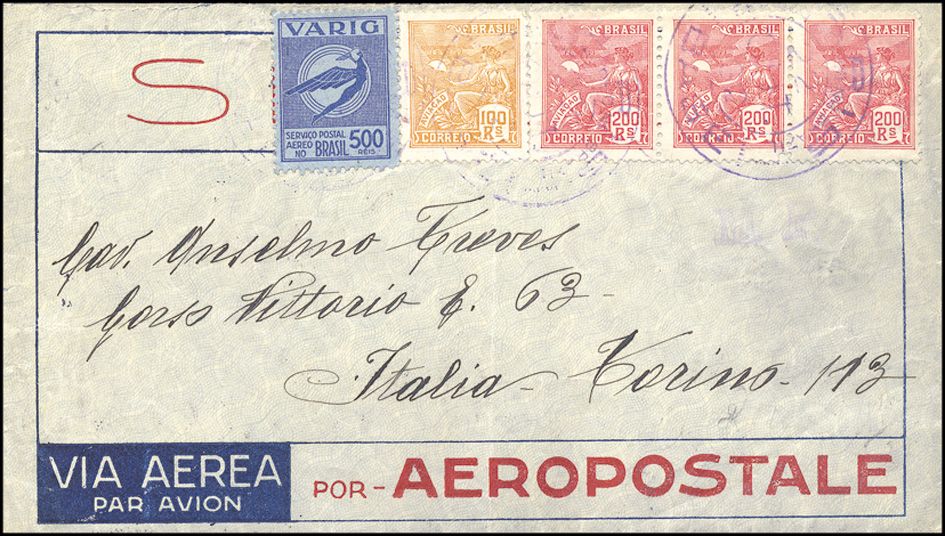 S
VARIG
SERVIÇO POSTAL
AEREO NO BRASIL
500 RÉIS
BRASIL
AVIAÇÃO
100 Rs
CORREIO
BRASIL
AVIAÇÃO
200 Rs
CORREIO
BRASIL
AVIAÇÃO
200 Rs
CORREIO
BRASIL
AVIAÇÃO
200 Rs
CORREIO
Cav. Anselmo Treves
Corso Vittorio E. 63-
Italia- Torino- 113
VIA AEREA
PAR AVION
POR-AEROPOSTALE